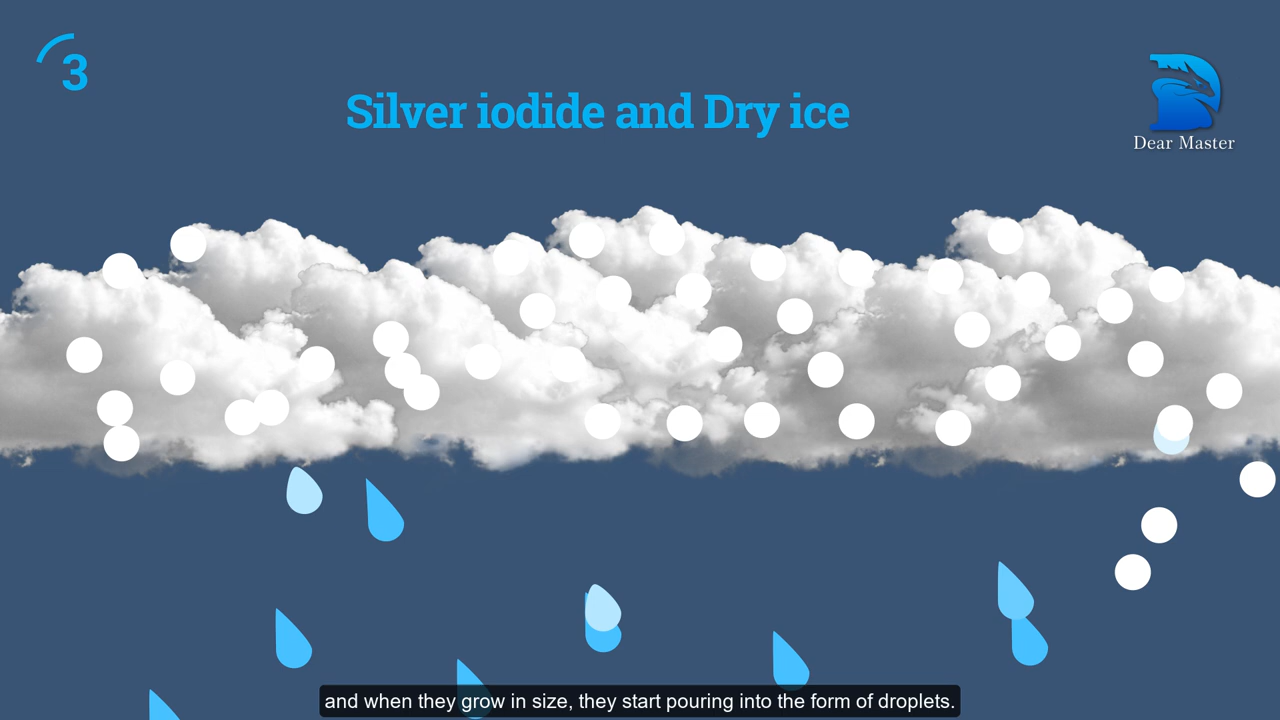 3
Silver iodide and Dry ice
Dear Master
and when they grow in size, they start pouring into the form of droplets.